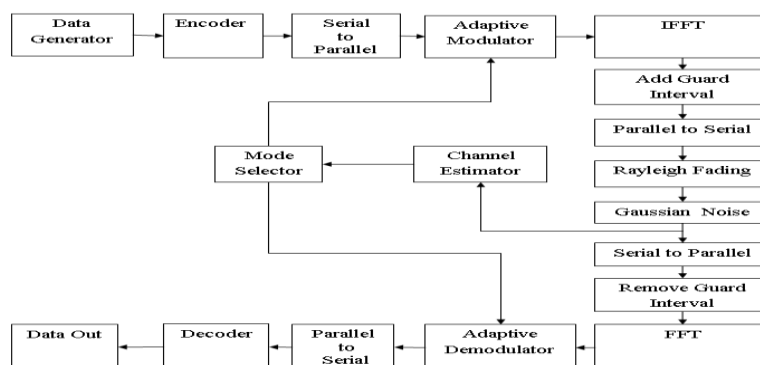 Data
Generator
Encoder
Serial
to
Parallel
Adaptive
Modulator
IFFT
Add Guard
Interval
Parallel to Serial
Mode
Selector
Channel
Estimator
Rayleigh Fading
Gaussian Noise
Serial to Parallel
Remove Guard
Interval
Data Out
Decoder
Parallel
to
Serial
Adaptive
Demodulator
FFT